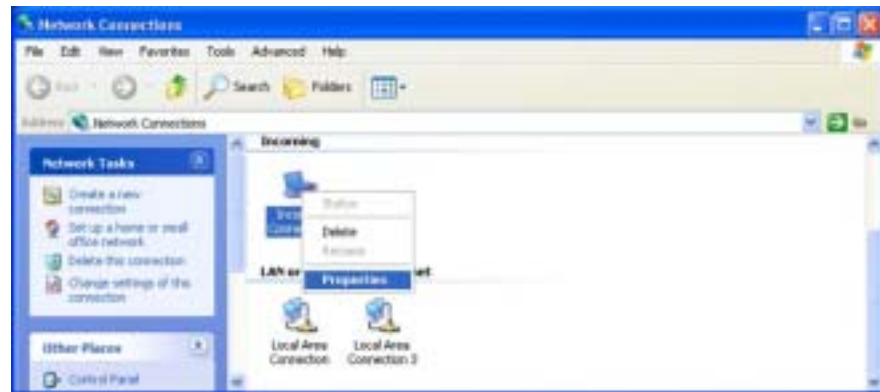 Network Connections
File Edit View Favorites Tools Advanced Help
Back Search Folders
Address Network Connections Go
Incoming
Network Tasks
Create a new connection
Set up a home or small office network
Delete this connection
Change settings of this connection
Other Places
Control Panel
Status
Delete
Rename
Properties
LAN or
et
Local Area Connection
Local Area Connection 3